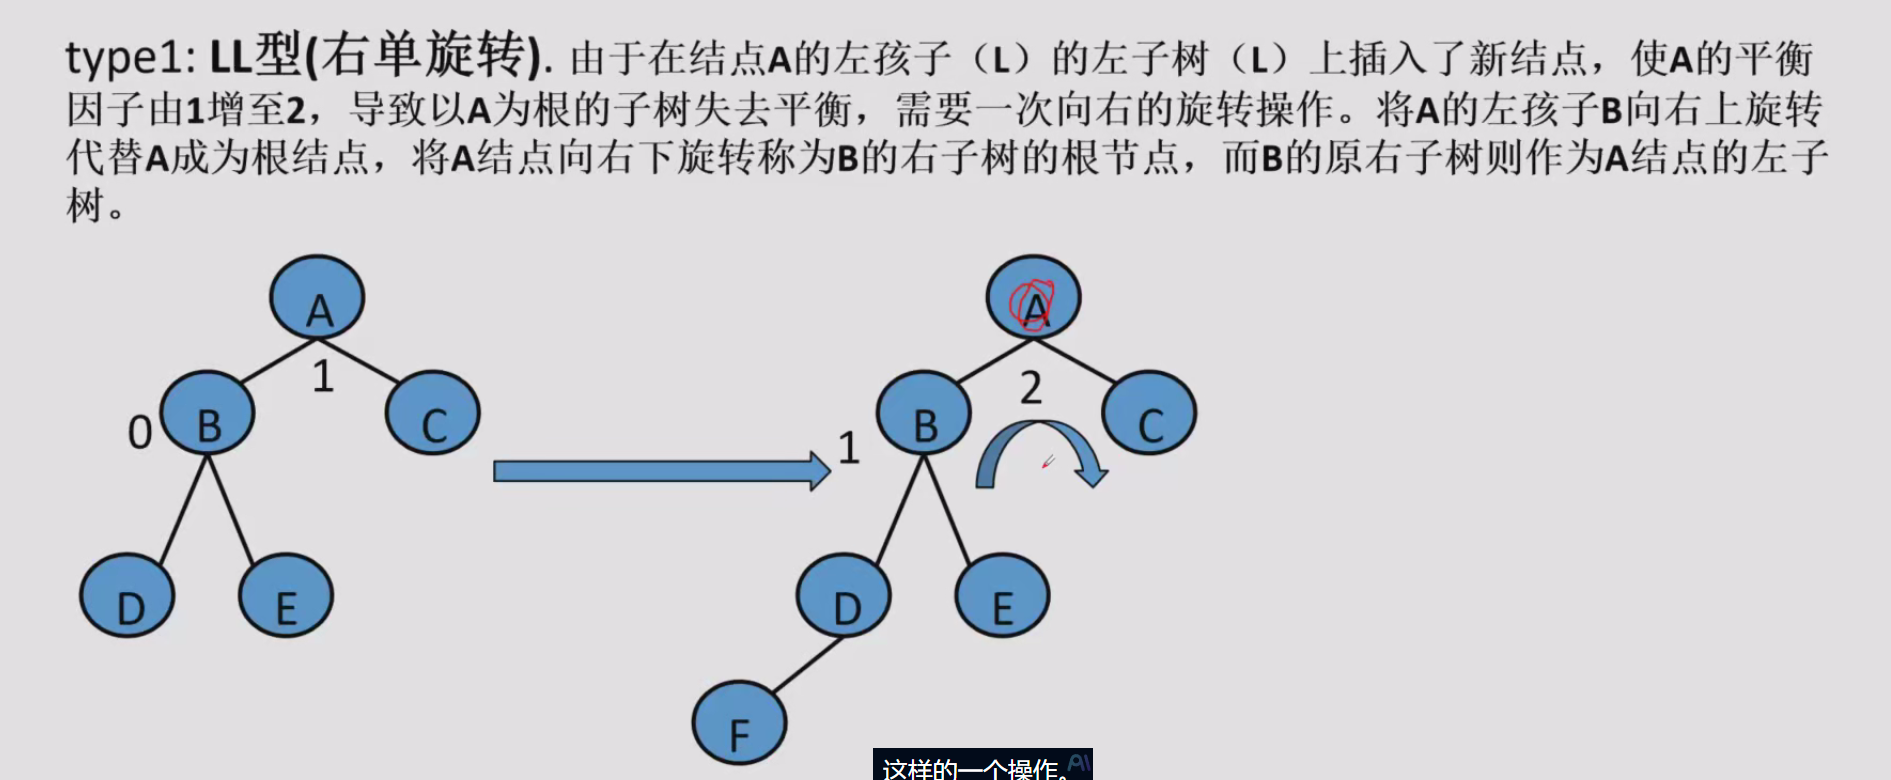 type1: LL型(右单旋转). 由于在结点A的左孩子（L）的左子树（L）上插入了新结点，使A的平衡
因子由1增至2，导致以A为根的子树失去平衡，需要一次向右的旋转操作。将A的左孩子B向右上旋转
代替A成为根结点，将A结点向右下旋转称为B的右子树的根节点，而B的原右子树则作为A结点的左子
树。
A
1
0 B
C
D
E
A
2
1 B
C
D
E
F
这样的一个操作。AI